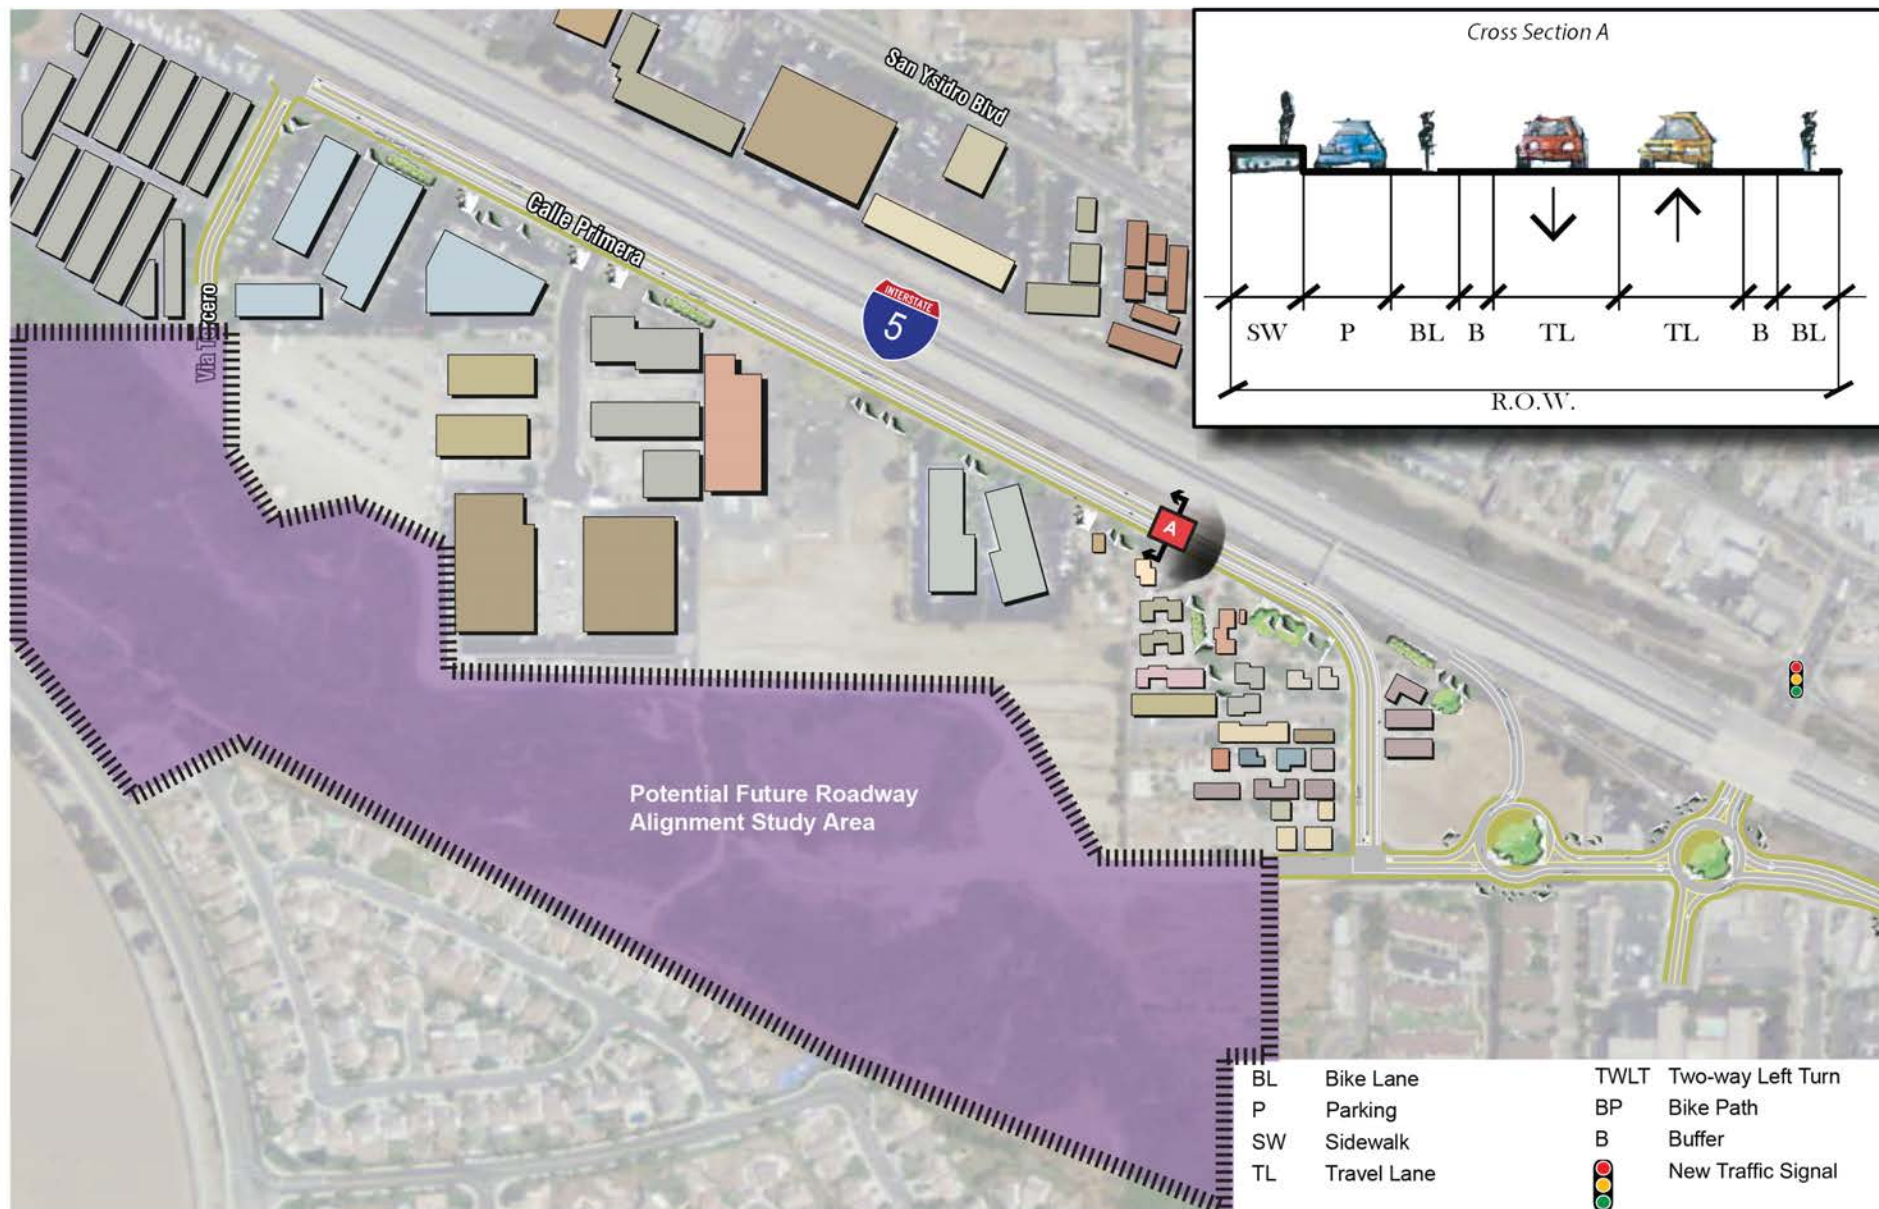 Cross Section A
SW P BL B TL TL B BL
R.O.W.
San Ysidro Blvd
Calle Primera
INTERSTATE
5
Via Tercero
A
Potential Future Roadway
Alignment Study Area
BL Bike Lane
P Parking
SW Sidewalk
TL Travel Lane
TWLT Two-way Left Turn
BP Bike Path
B Buffer
New Traffic Signal